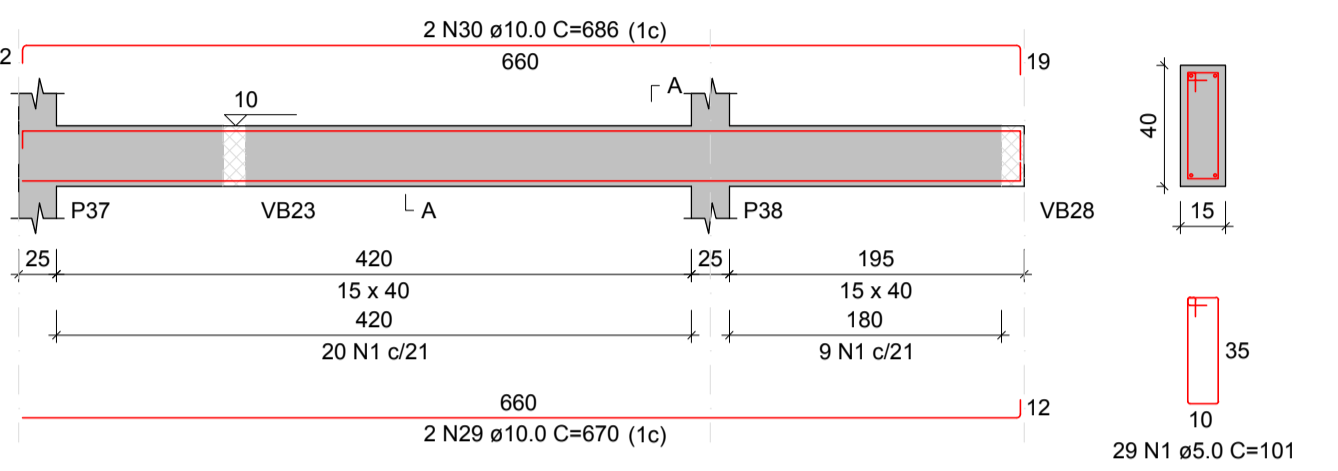 2 N30 ø10.0 C=686 (1c)
2
660
19
A
10
40
P37
VB23
A
P38
VB28
15
25
420
25
195
15 x 40
15 x 40
420
180
20 N1 c/21
9 N1 c/21
35
660
12
10
2 N29 ø10.0 C=670 (1c)
29 N1 ø5.0 C=101